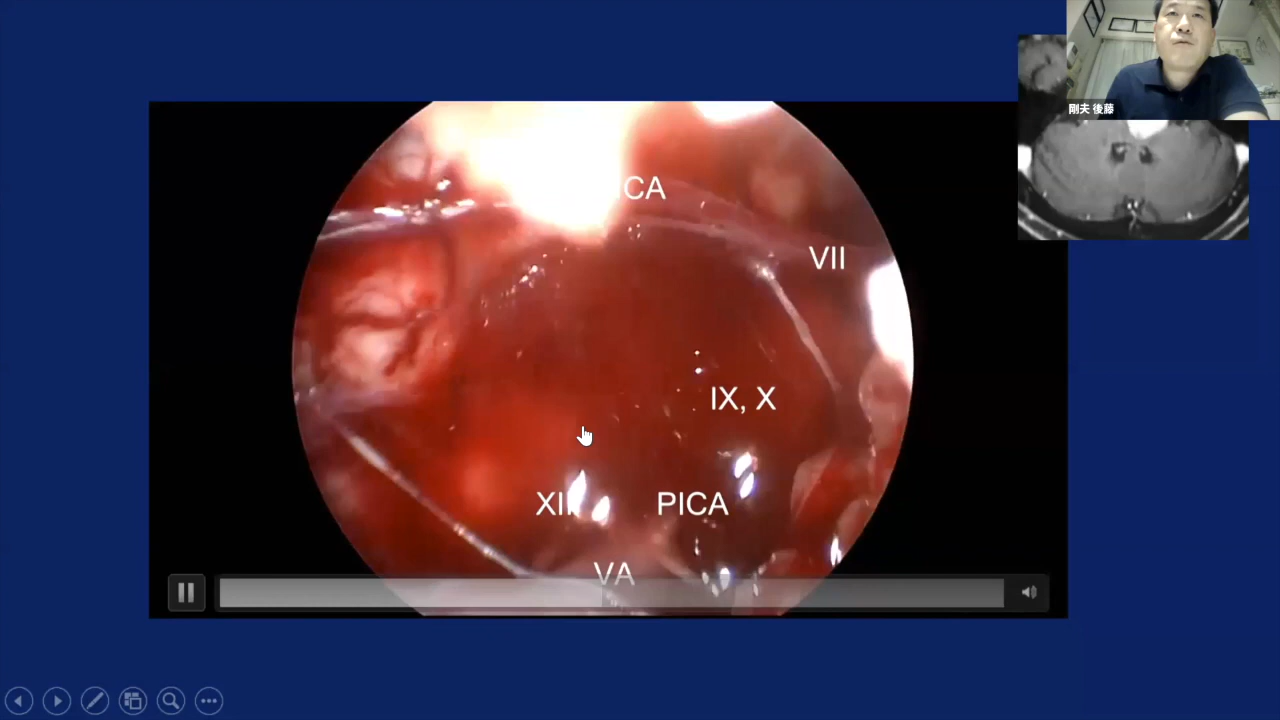 剛夫 後藤
CA
VII
IX, X
XII
PICA
VA